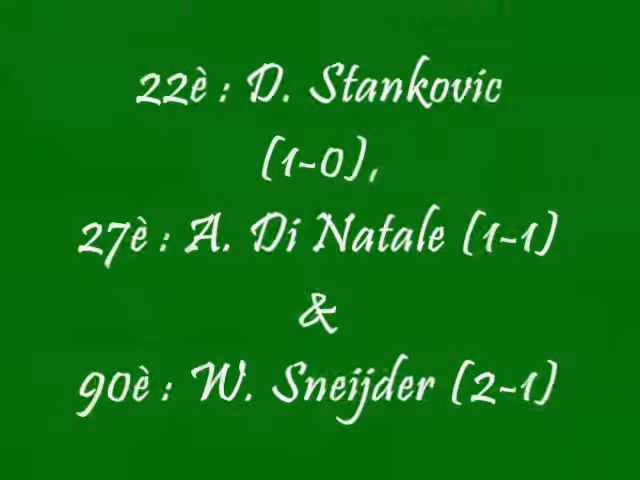 22è : D. Stankovic
(1-0),
27è : A. Di Natale (1-1)
&
90è : W. Sneijder (2-1)